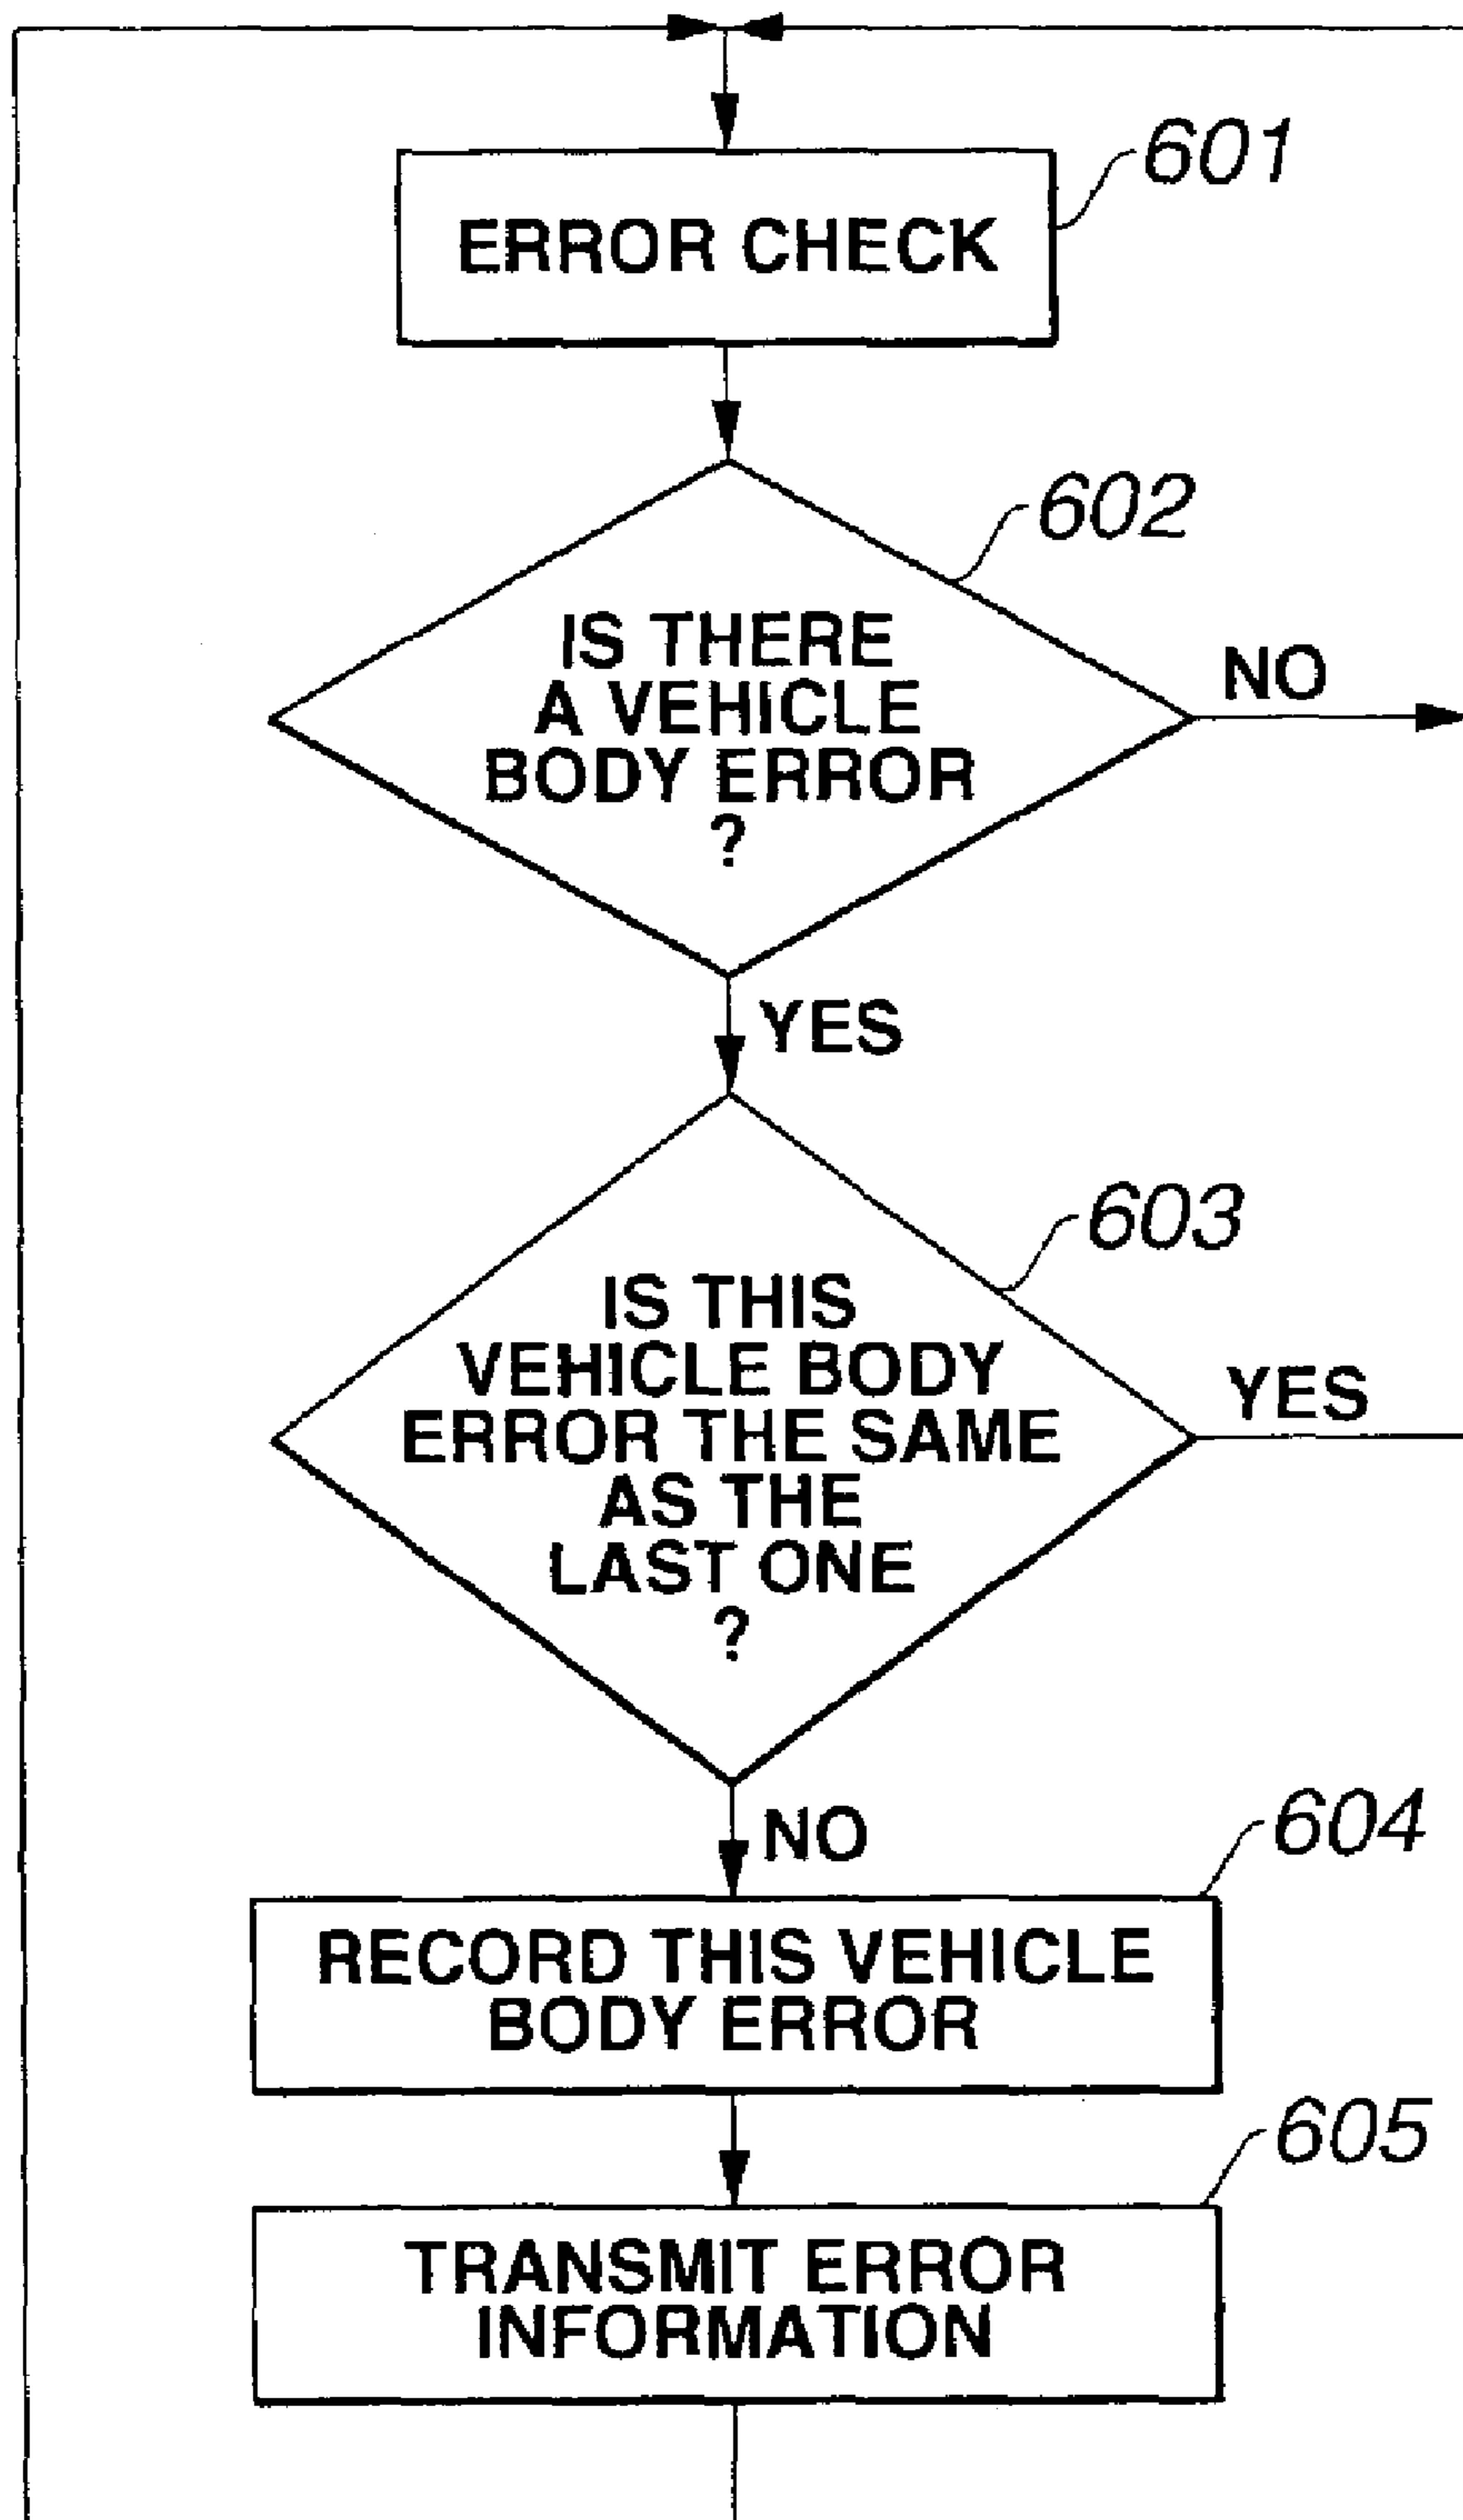 601
ERROR CHECK
602
IS THERE
A VEHICLE
BODY ERROR
?
NO
YES
603
IS THIS
VEHICLE BODY
ERROR THE SAME
AS THE
LAST ONE
?
YES
NO
604
RECORD THIS VEHICLE
BODY ERROR
605
TRANSMIT ERROR
INFORMATION